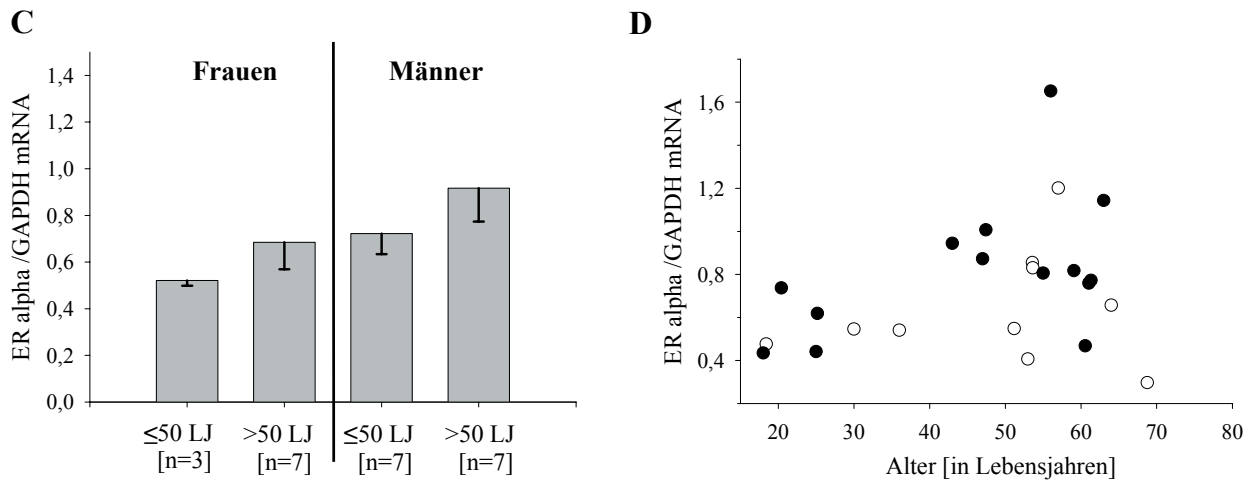 C
Frauen
Männer
ER alpha /GAPDH mRNA
1,4
1,2
1,0
0,8
0,6
0,4
0,2
0,0
≤50 LJ >50 LJ ≤50 LJ >50 LJ
[n=3] [n=7] [n=7] [n=7]
D
ER alpha /GAPDH mRNA
1,6
1,2
0,8
0,4
20 30 40 50 60 70 80
Alter [in Lebensjahren]